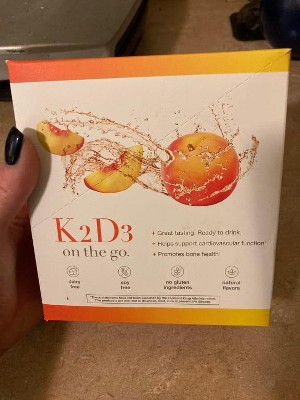 K2D3
on the go.
+ Great tasting. Ready to drink
+ Helps support cardiovascular function
+ Promotes bone health
dairy free
soy free
no gluten ingredients
natural flavors